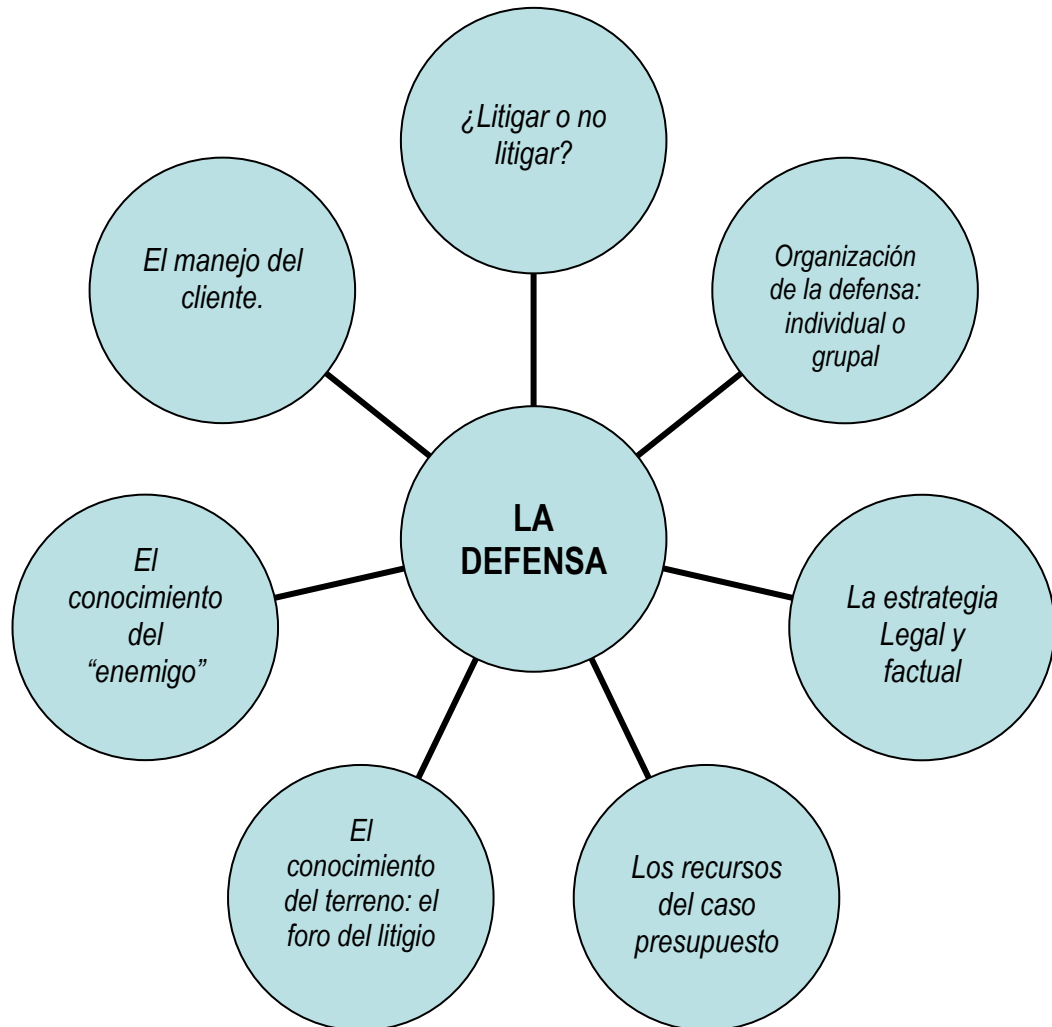 ¿Litigar o no
litigar?
Organización
de la defensa:
individual o
grupal
La estrategia
Legal y
factual
Los recursos
del caso
presupuesto
El
conocimiento
del terreno: el
foro del litigio
El
conocimiento
del
“enemigo”
El manejo del
cliente.
LA
DEFENSA